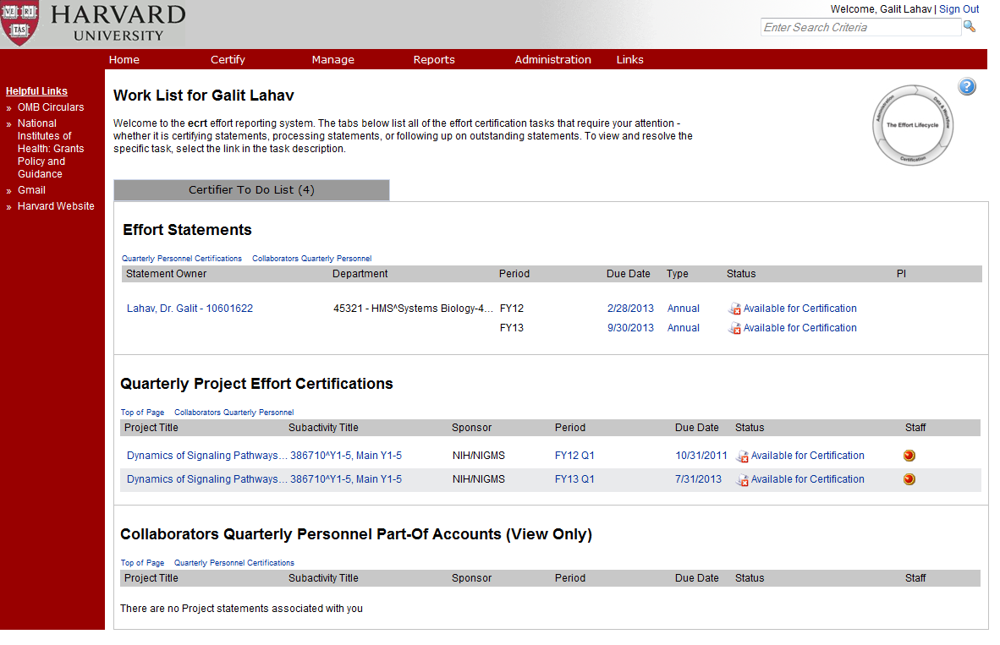 VE RI TAS
HARVARD
UNIVERSITY
Welcome, Galit Lahav | Sign Out
Enter Search Criteria
Home Certify Manage Reports Administration Links
Helpful Links
» OMB Circulars
» National
Institutes of
Health: Grants
Policy and
Guidance
» Gmail
» Harvard Website
Work List for Galit Lahav
Welcome to the ecrt effort reporting system. The tabs below list all of the effort certification tasks that require your attention -
whether it is certifying statements, processing statements, or following up on outstanding statements. To view and resolve the
specific task, select the link in the task description.
?
Administration
Data & Workflow
The Effort Lifecycle
Certification
Certifier To Do List (4)
Effort Statements
Quarterly Personnel Certifications Collaborators Quarterly Personnel
Statement Owner Department Period Due Date Type Status PI
Lahav, Dr. Galit - 10601622 45321 - HMS^Systems Biology-4... FY12 2/28/2013 Annual Available for Certification
FY13 9/30/2013 Annual Available for Certification
Quarterly Project Effort Certifications
Top of Page Collaborators Quarterly Personnel
Project Title Subactivity Title Sponsor Period Due Date Status Staff
Dynamics of Signaling Pathways... 386710^Y1-5, Main Y1-5 NIH/NIGMS FY12 Q1 10/31/2011 Available for Certification
Dynamics of Signaling Pathways... 386710^Y1-5, Main Y1-5 NIH/NIGMS FY13 Q1 7/31/2013 Available for Certification
Collaborators Quarterly Personnel Part-Of Accounts (View Only)
Top of Page Quarterly Personnel Certifications
Project Title Subactivity Title Sponsor Period Due Date Status Staff
There are no Project statements associated with you